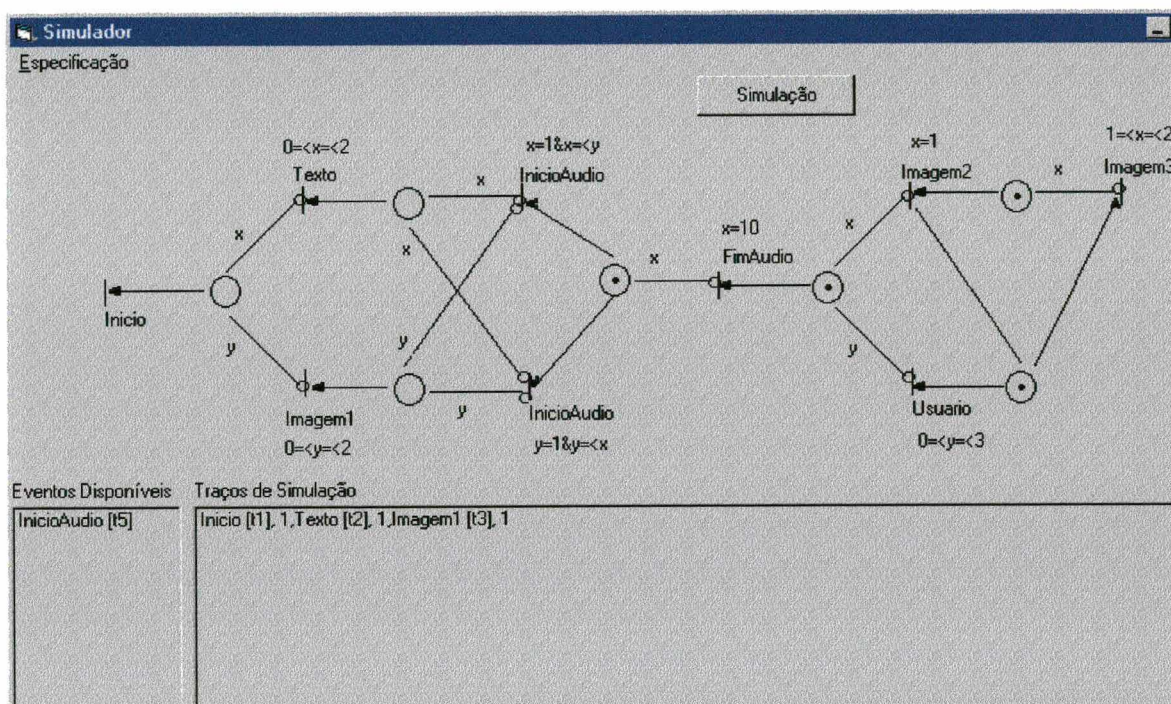 Simulador
Especificação
Simulação
0=<x=<2
Texto
x=1&x=<y
InicioAudio
x=1
Imagem2
1=<x=<2
Imagem3
x
x
x
x
x
x=10
FimAudio
x
Inicio
y
y
y
y
Imagem1
0=<y=<2
InicioAudio
y=1&y=<x
Usuario
0=<y=<3
Eventos Disponíveis
Traços de Simulação
InicioAudio [t5]
Inicio [t1], 1,Texto [t2], 1,Imagem1 [t3], 1